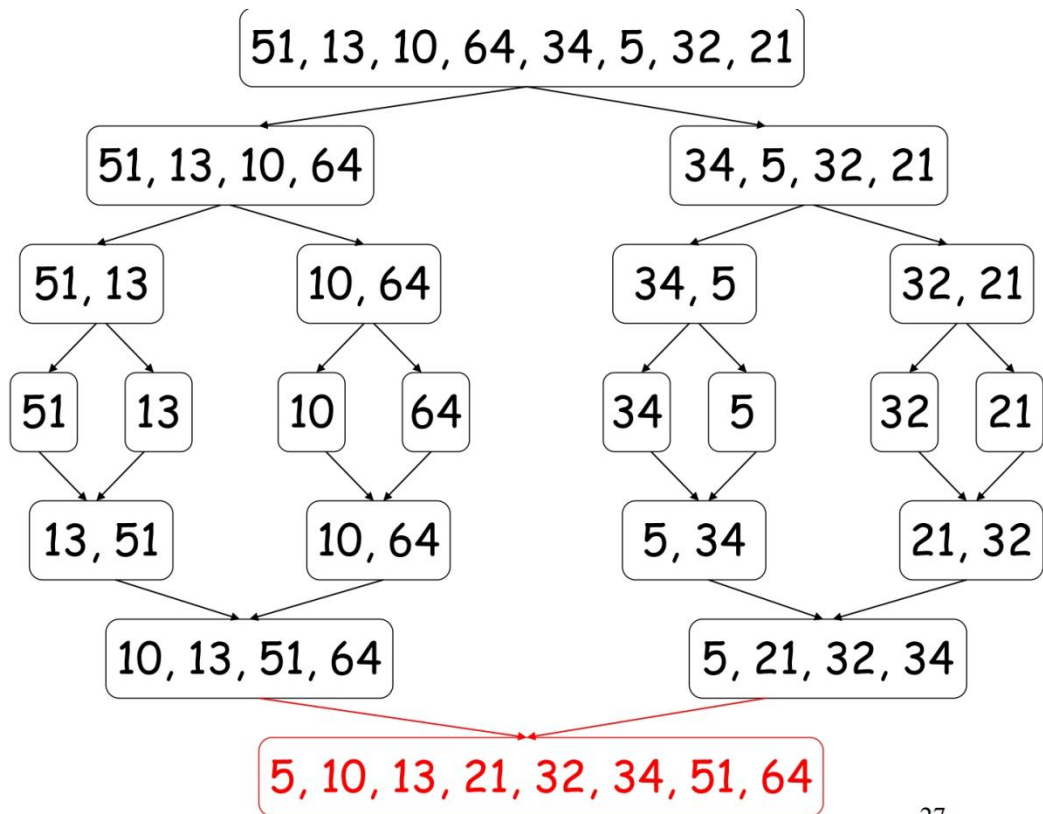 51, 13, 10, 64, 34, 5, 32, 21
51, 13, 10, 64
34, 5, 32, 21
51, 13
10, 64
34, 5
32, 21
51
13
10
64
34
5
32
21
13, 51
10, 64
5, 34
21, 32
10, 13, 51, 64
5, 21, 32, 34
5, 10, 13, 21, 32, 34, 51, 64